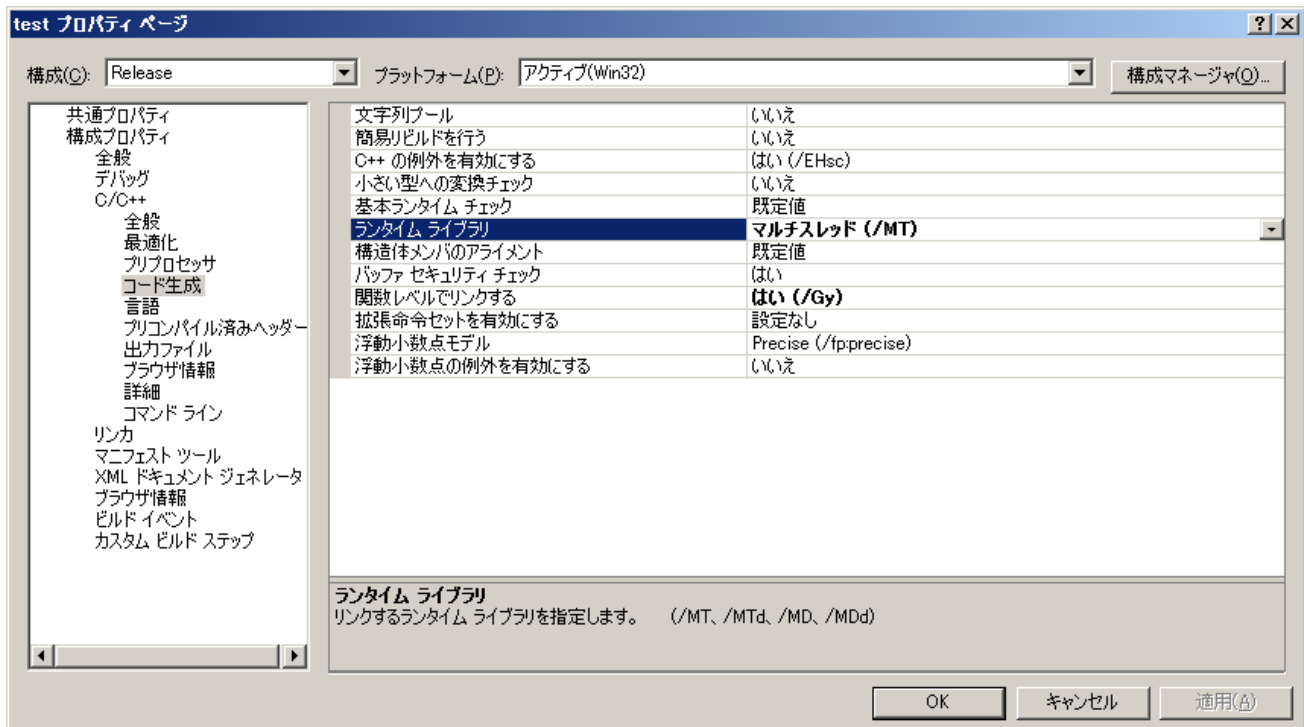 test プロパティ ページ
構成(C): Release プラットフォーム(P): アクティブ(Win32) 構成マネージャ(O)...
共通プロパティ
構成プロパティ
全般
デバッグ
C/C++
全般
最適化
プリプロセッサ
コード生成
言語
プリコンパイル済みヘッダー
出力ファイル
ブラウザ情報
詳細
コマンド ライン
リンカ
マニフェスト ツール
XML ドキュメント ジェネレータ
ブラウザ情報
ビルド イベント
カスタム ビルド ステップ
文字列プール いいえ
簡易リビルドを行う いいえ
C++ の例外を有効にする はい (/EHsc)
小さい型への変換チェック いいえ
基本ランタイム チェック 既定値
ランタイム ライブラリ マルチスレッド (/MT)
構造体メンバのアライメント 既定値
バッファ セキュリティ チェック はい
関数レベルでリンクする はい (/Gy)
拡張命令セットを有効にする 設定なし
浮動小数点モデル Precise (/fp:precise)
浮動小数点の例外を有効にする いいえ
ランタイム ライブラリ
リンクするランタイム ライブラリを指定します。 (/MT、/MTd、/MD、/MDd)
OK キャンセル 適用(A)